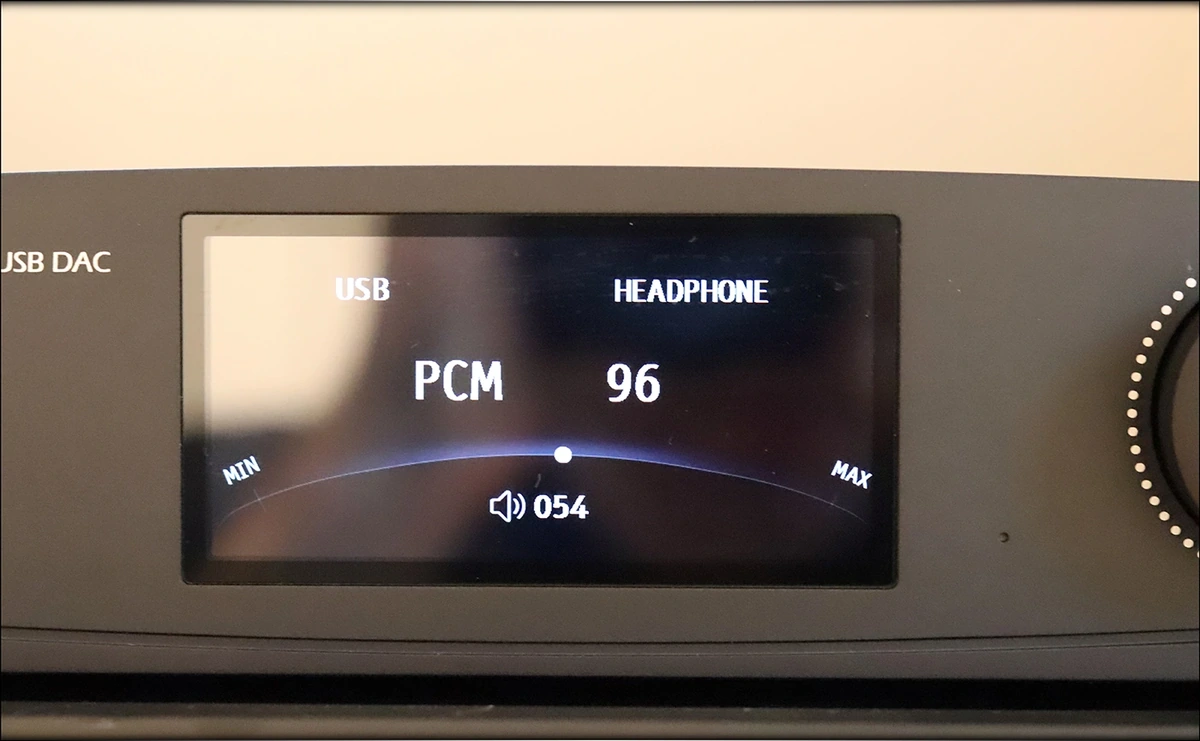 USB DAC
USB HEADPHONE
PCM 96
MIN MAX
054